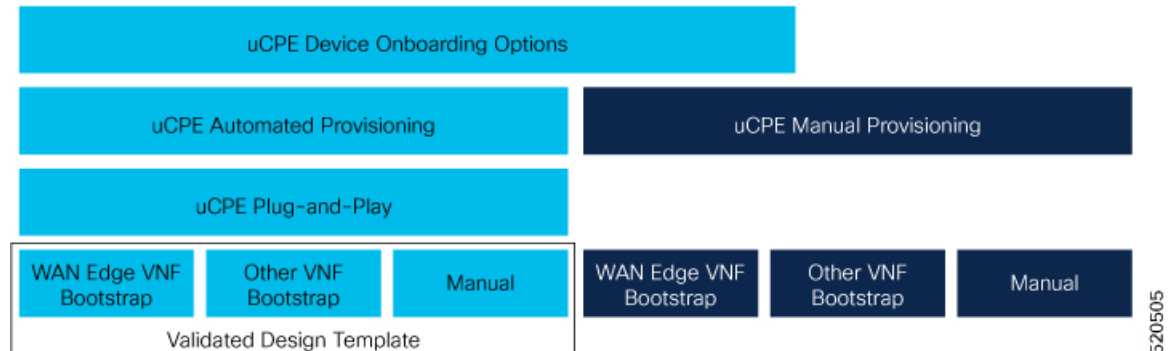 uCPE Device Onboarding Options
uCPE Automated Provisioning
uCPE Manual Provisioning
uCPE Plug-and-Play
WAN Edge VNF
Bootstrap
Other VNF
Bootstrap
Manual
WAN Edge VNF
Bootstrap
Other VNF
Bootstrap
Manual
Validated Design Template
520505